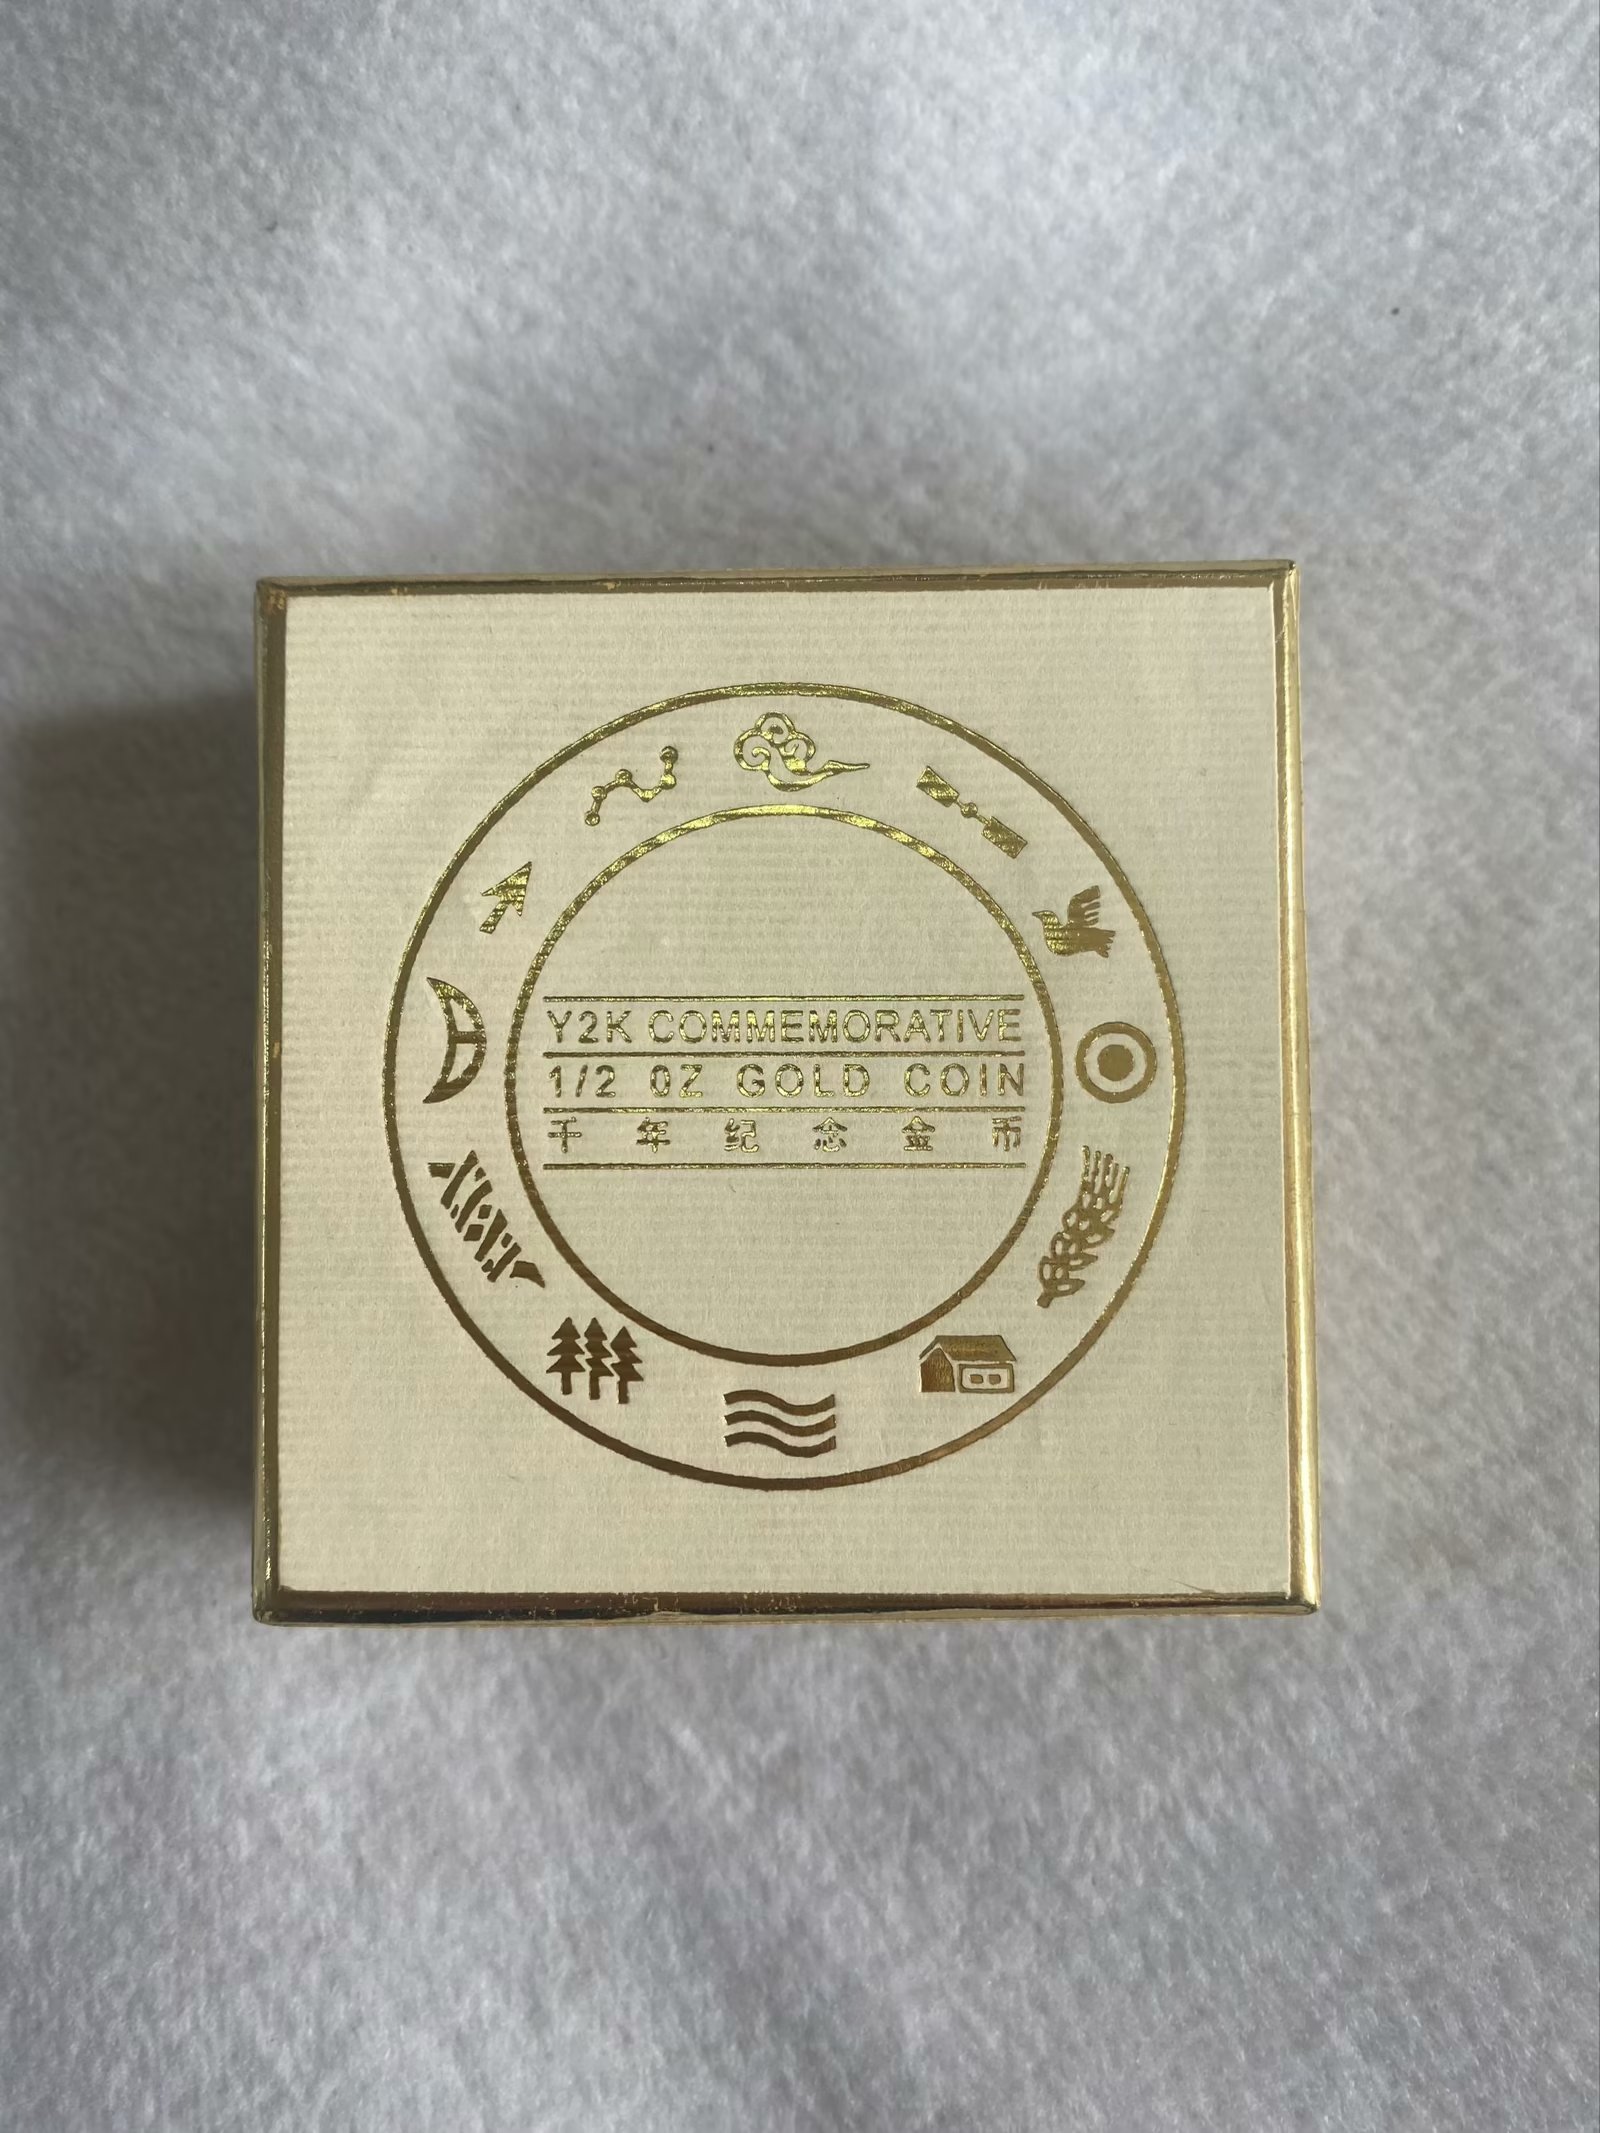 Y2K COMMEMORATIVE
1/2 OZ GOLD COIN
千年纪念金币